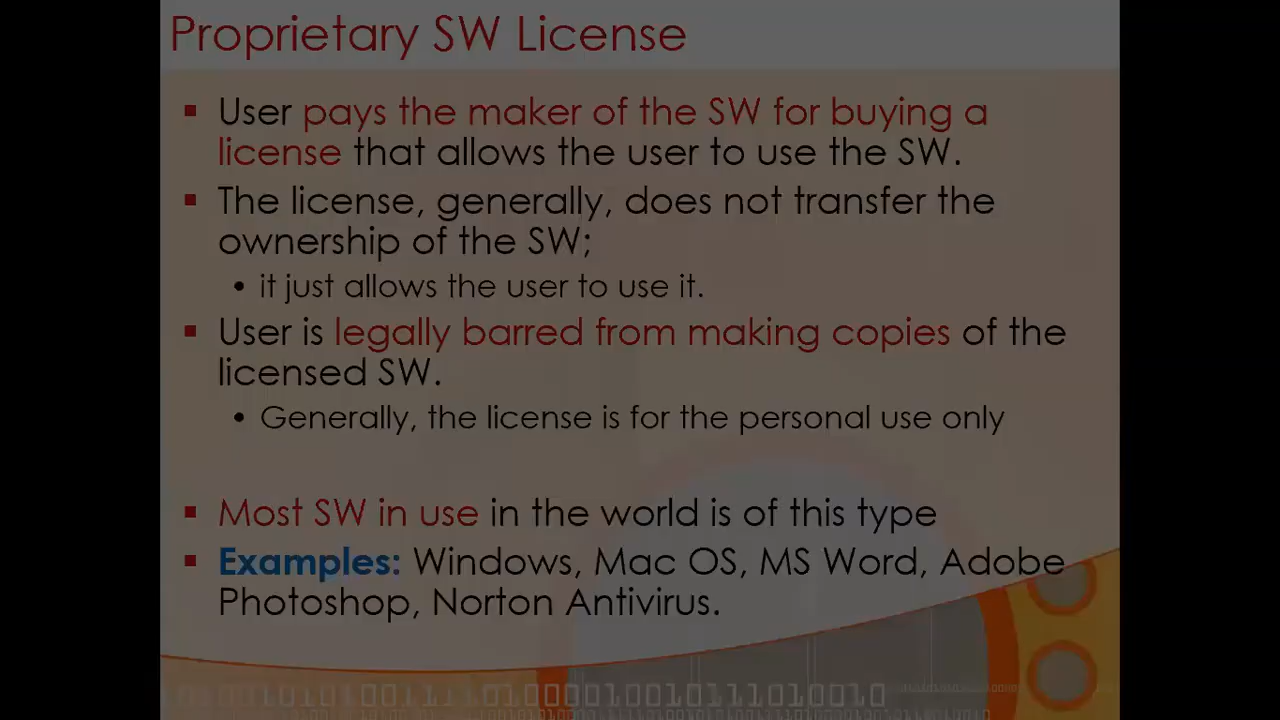 Proprietary SW License
▪ User pays the maker of the SW for buying a
license that allows the user to use the SW.
▪ The license, generally, does not transfer the
ownership of the SW;
• it just allows the user to use it.
▪ User is legally barred from making copies of the
licensed SW.
• Generally, the license is for the personal use only
▪ Most SW in use in the world is of this type
▪ Examples: Windows, Mac OS, MS Word, Adobe
Photoshop, Norton Antivirus.